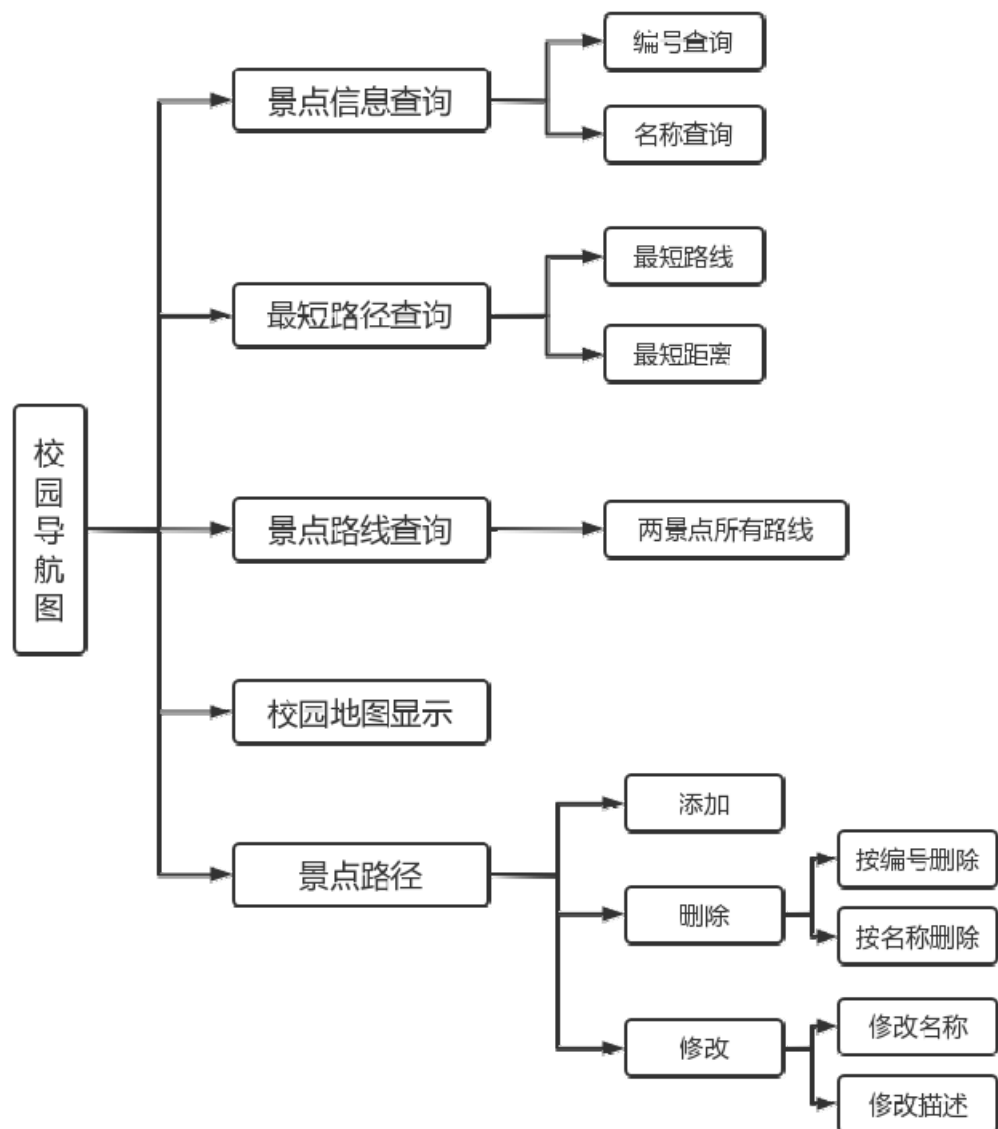 校园导航图
景点信息查询
编号查询
名称查询
最短路径查询
最短路线
最短距离
景点路线查询
两景点所有路线
校园地图显示
景点路径
添加
删除
按编号删除
按名称删除
修改
修改名称
修改描述